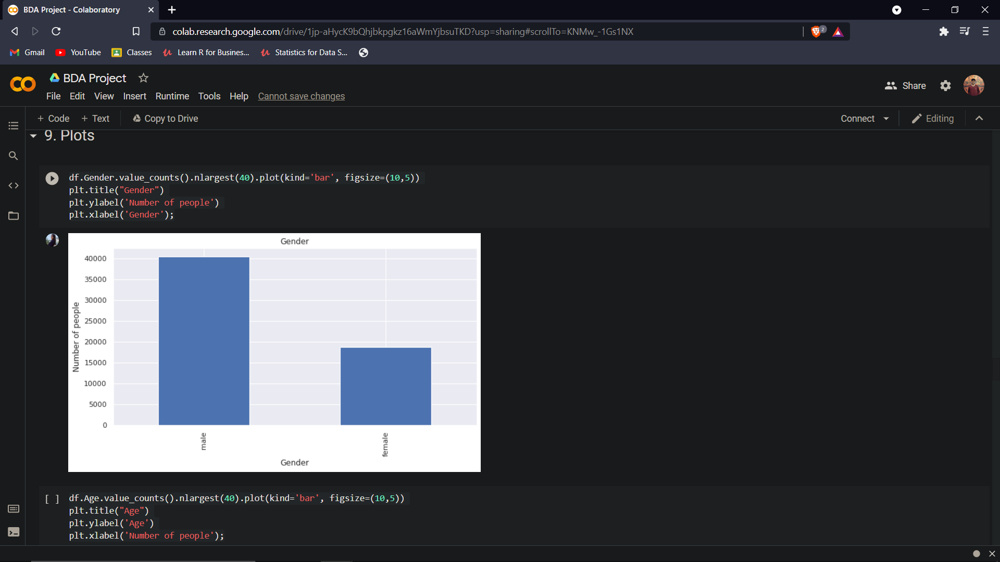 BDA Project - Colaboratory
colab.research.google.com/drive/1jp-aHycK9bQhjbkpgkz16aWmYjbsuTKD?usp=sharing#scrollTo=KNMw_-1Gs1NX
2
Gmail YouTube Classes Learn R for Busines... Statistics for Data S...
BDA Project
Share
File Edit View Insert Runtime Tools Help Cannot save changes
+ Code + Text Copy to Drive Connect Editing
9. Plots
df.Gender.value_counts().nlargest(40).plot(kind='bar', figsize=(10,5))
plt.title("Gender")
plt.ylabel('Number of people')
plt.xlabel('Gender');
Gender
40000
35000
30000
25000
20000
15000
10000
5000
0
Number of people
male
female
Gender
[ ] df.Age.value_counts().nlargest(40).plot(kind='bar', figsize=(10,5))
plt.title("Age")
plt.ylabel('Age')
plt.xlabel('Number of people');